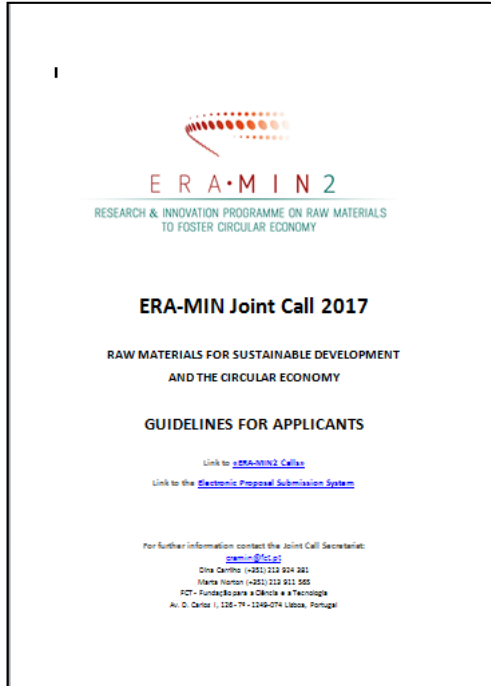 I
ERA•MIN2
RESEARCH & INNOVATION PROGRAMME ON RAW MATERIALS
TO FOSTER CIRCULAR ECONOMY
ERA-MIN Joint Call 2017
RAW MATERIALS FOR SUSTAINABLE DEVELOPMENT
AND THE CIRCULAR ECONOMY
GUIDELINES FOR APPLICANTS
Link to «ERA-MIN2 Calls»
Link to the Electronic Proposal Submission System
For further information contact the Joint Call Secretariat:
eramin@fct.pt
Dina Carrilho (+351) 213 924 381
Marta Norton (+351) 213 911 565
FCT - Fundação para a Ciência e a Tecnologia
Av. D. Carlos I, 126 - 7º - 1249-074 Lisboa, Portugal